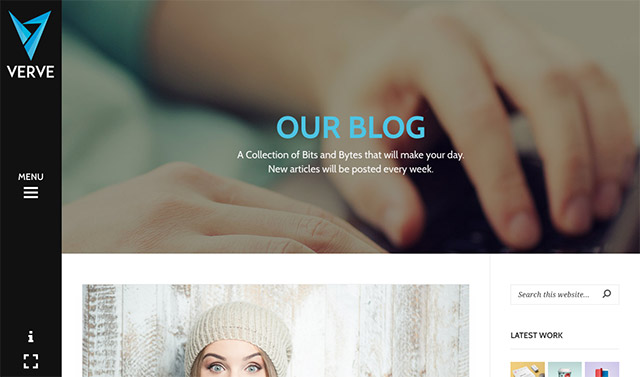 VERVE
MENU
OUR BLOG
A Collection of Bits and Bytes that will make your day.
New articles will be posted every week.
Search this website...
LATEST WORK